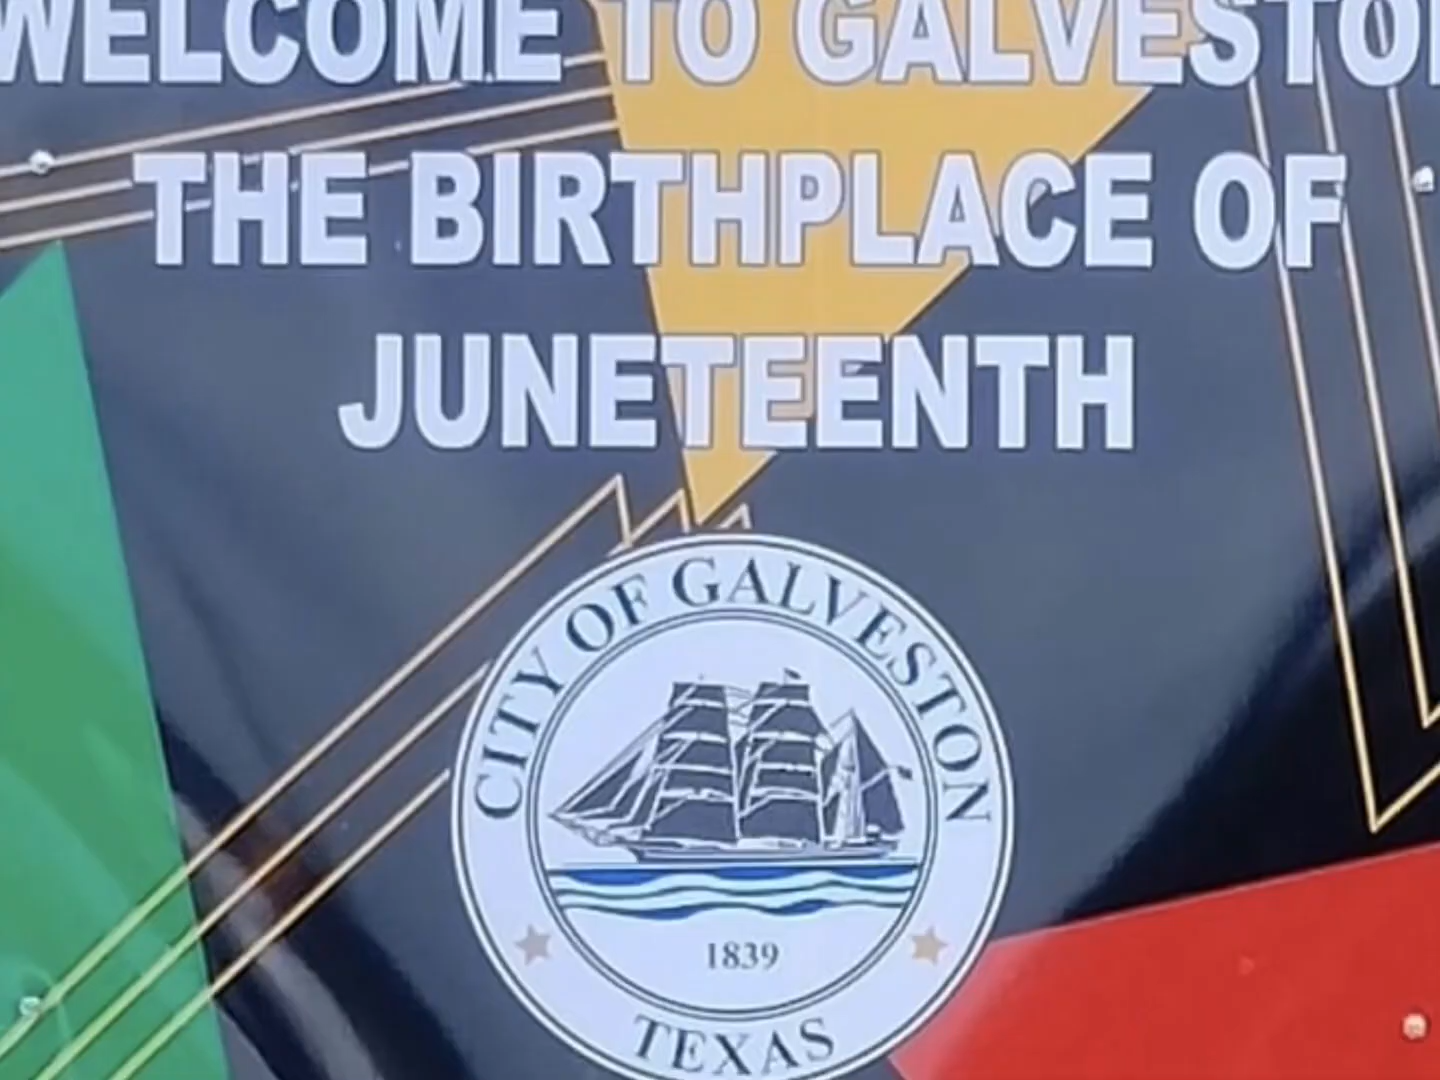 WELCOME TO GALVESTON
THE BIRTHPLACE OF
JUNETEENTH
CITY OF GALVESTON
1839
TEXAS